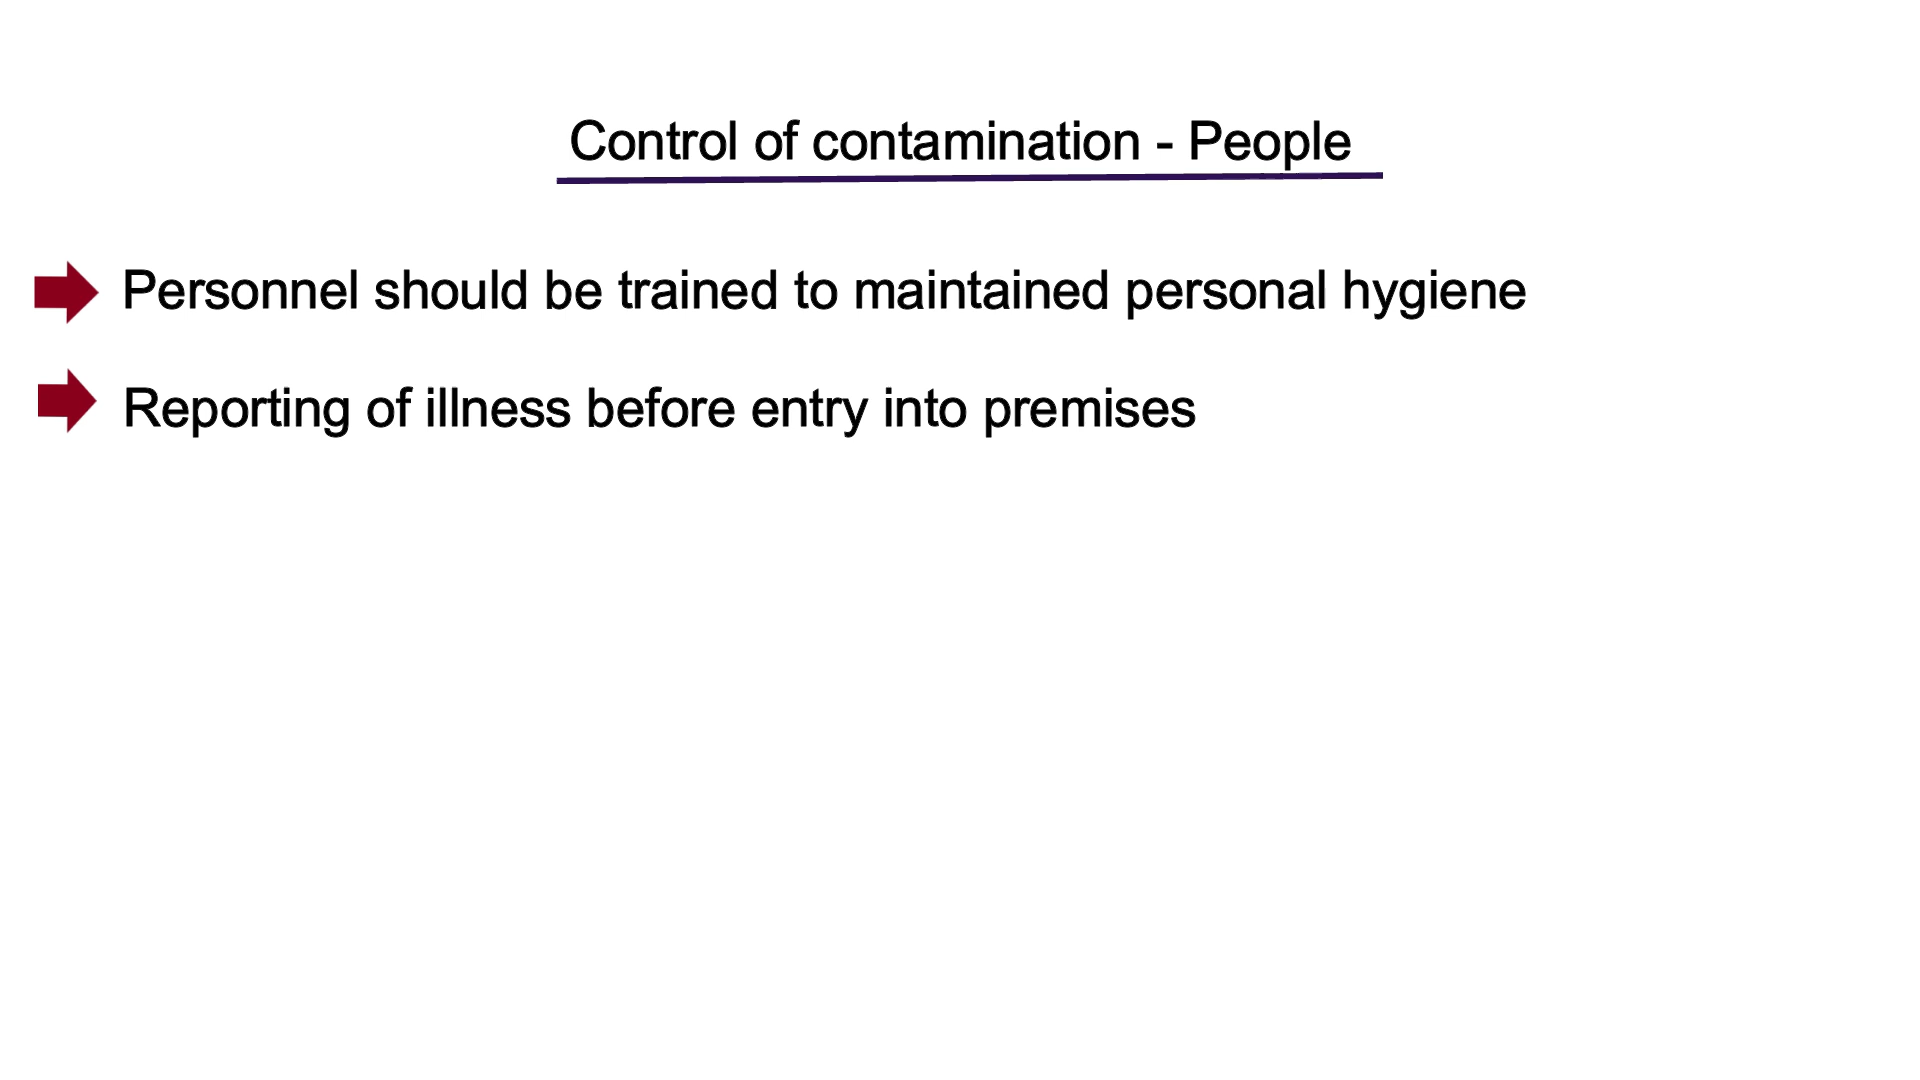 Control of contamination - People
Personnel should be trained to maintained personal hygiene
Reporting of illness before entry into premises